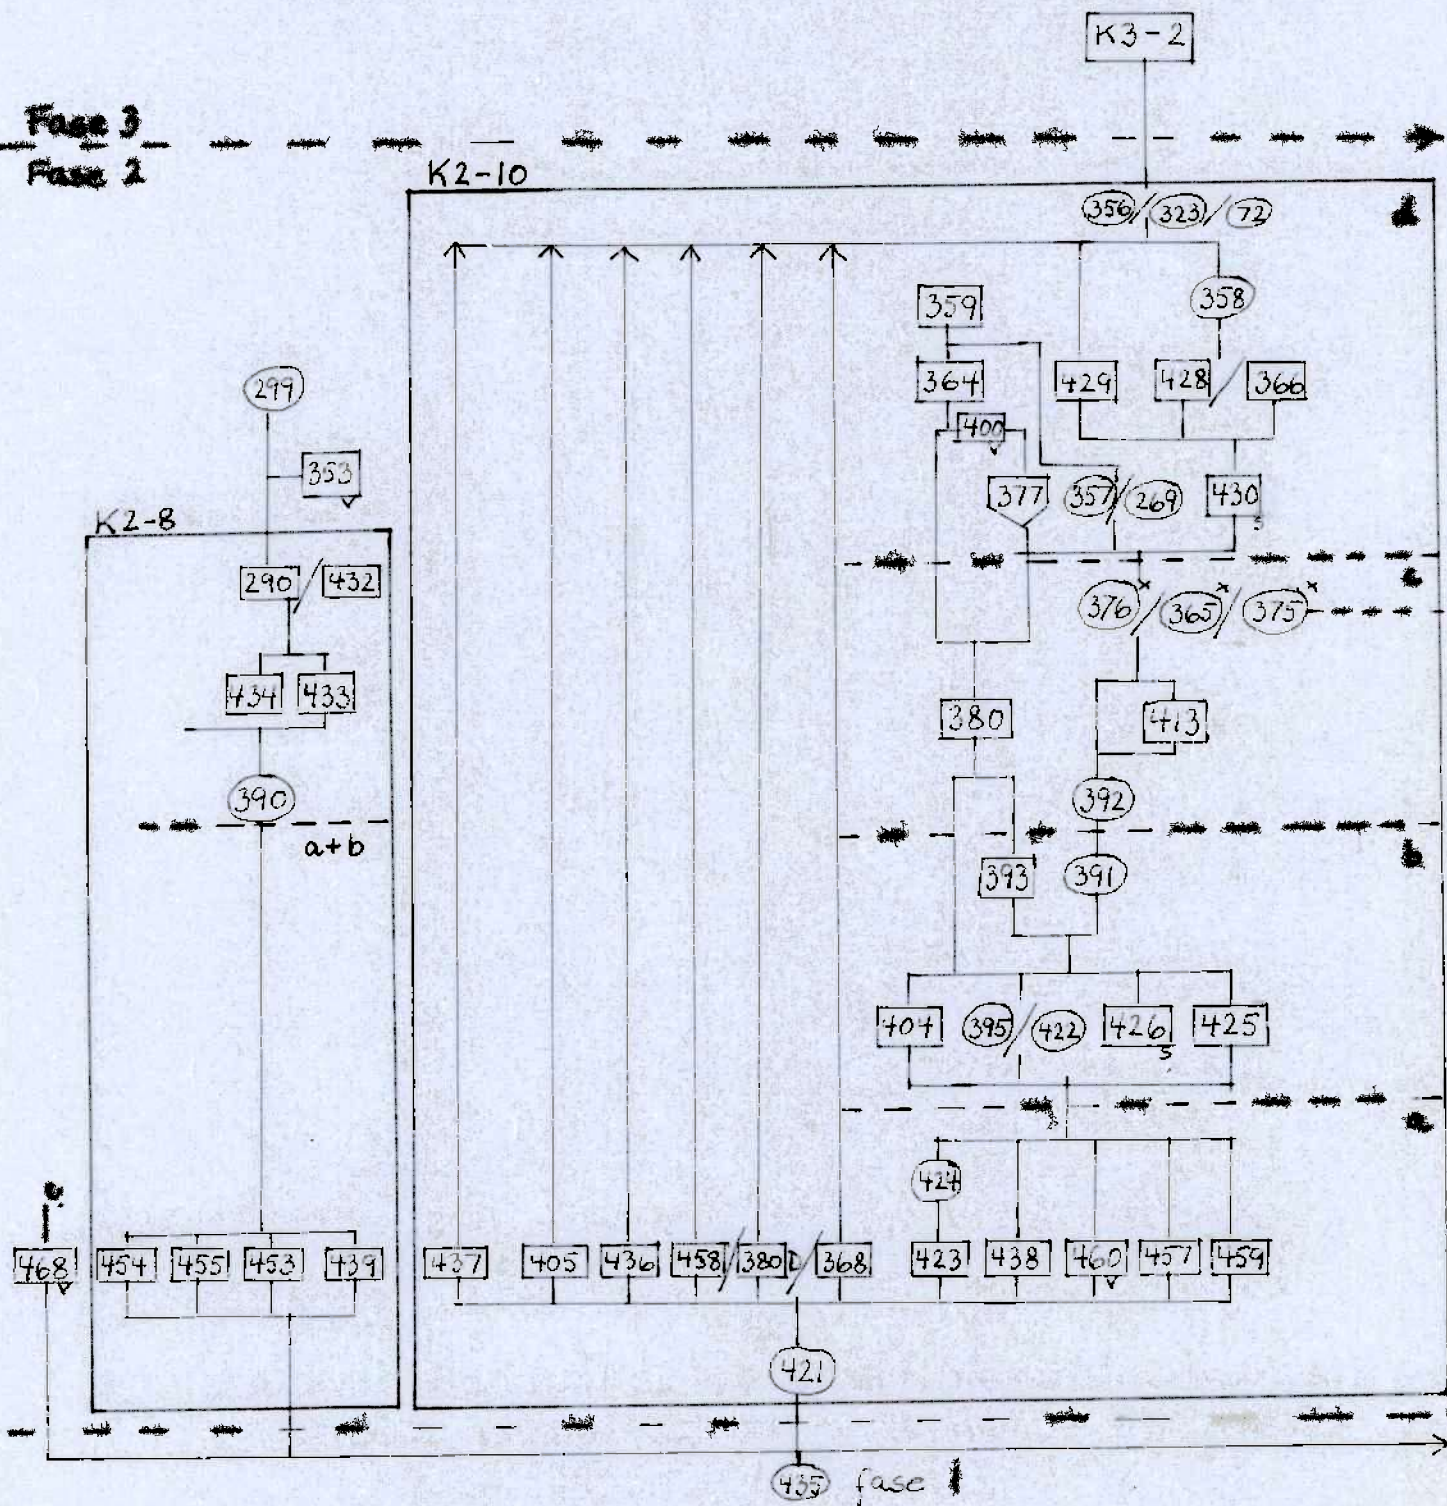 K3-2
Fase 3
Fase 2
K2-10
356 / 323 / 72 d
359 358
299 364 429 428 / 366
400
v
353
v
377 357 / 269 430
s
K2-8
290 / 432 c
376 x / 365 x / 375 x
434 433
380 413
390 392
a+b b
393 391
404 395 / 422 426 425
s
a
424
468 454 455 453 439 437 405 436 458 / 380 D / 368 423 438 460 457 459
v v
421
435 fase 1